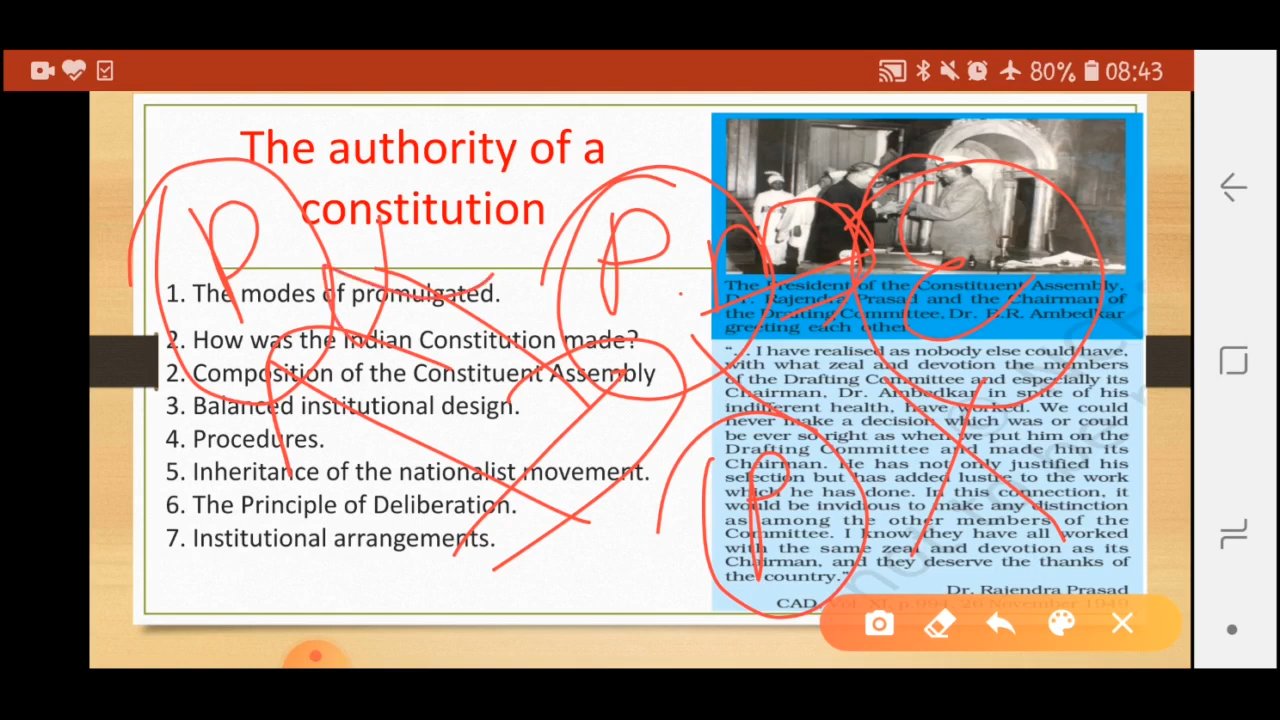 80% 08:43
The authority of a
constitution
1. The modes of promulgated.
2. How was the Indian Constitution made?
2. Composition of the Constituent Assembly
3. Balanced institutional design.
4. Procedures.
5. Inheritance of the nationalist movement.
6. The Principle of Deliberation.
7. Institutional arrangements.
P
P
P
The President of the Constituent Assembly,
Dr. Rajendra Prasad and the Chairman of
the Drafting Committee, Dr. B.R. Ambedkar
greeting each other
“... I have realised as nobody else could have,
with what zeal and devotion the members
of the Drafting Committee and especially its
Chairman, Dr. Ambedkar in spite of his
indifferent health, have worked. We could
never make a decision which was or could
be ever so right as when we put him on the
Drafting Committee and made him its
Chairman. He has not only justified his
selection but has added lustre to the work
which he has done. In this connection, it
would be invidious to make any distinction
as among the other members of the
Committee. I know they have all worked
with the same zeal and devotion as its
Chairman, and they deserve the thanks of
the country.”
Dr. Rajendra Prasad
CAD, Vol. XI, p.994, 26 November 1949